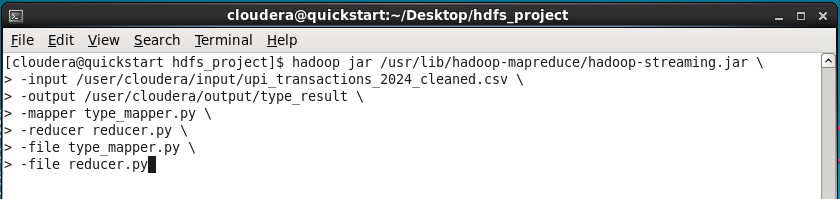 cloudera@quickstart:~/Desktop/hdfs_project
File Edit View Search Terminal Help
[cloudera@quickstart hdfs_project]$ hadoop jar /usr/lib/hadoop-mapreduce/hadoop-streaming.jar \
> -input /user/cloudera/input/upi_transactions_2024_cleaned.csv \
> -output /user/cloudera/output/type_result \
> -mapper type_mapper.py \
> -reducer reducer.py \
> -file type_mapper.py \
> -file reducer.py